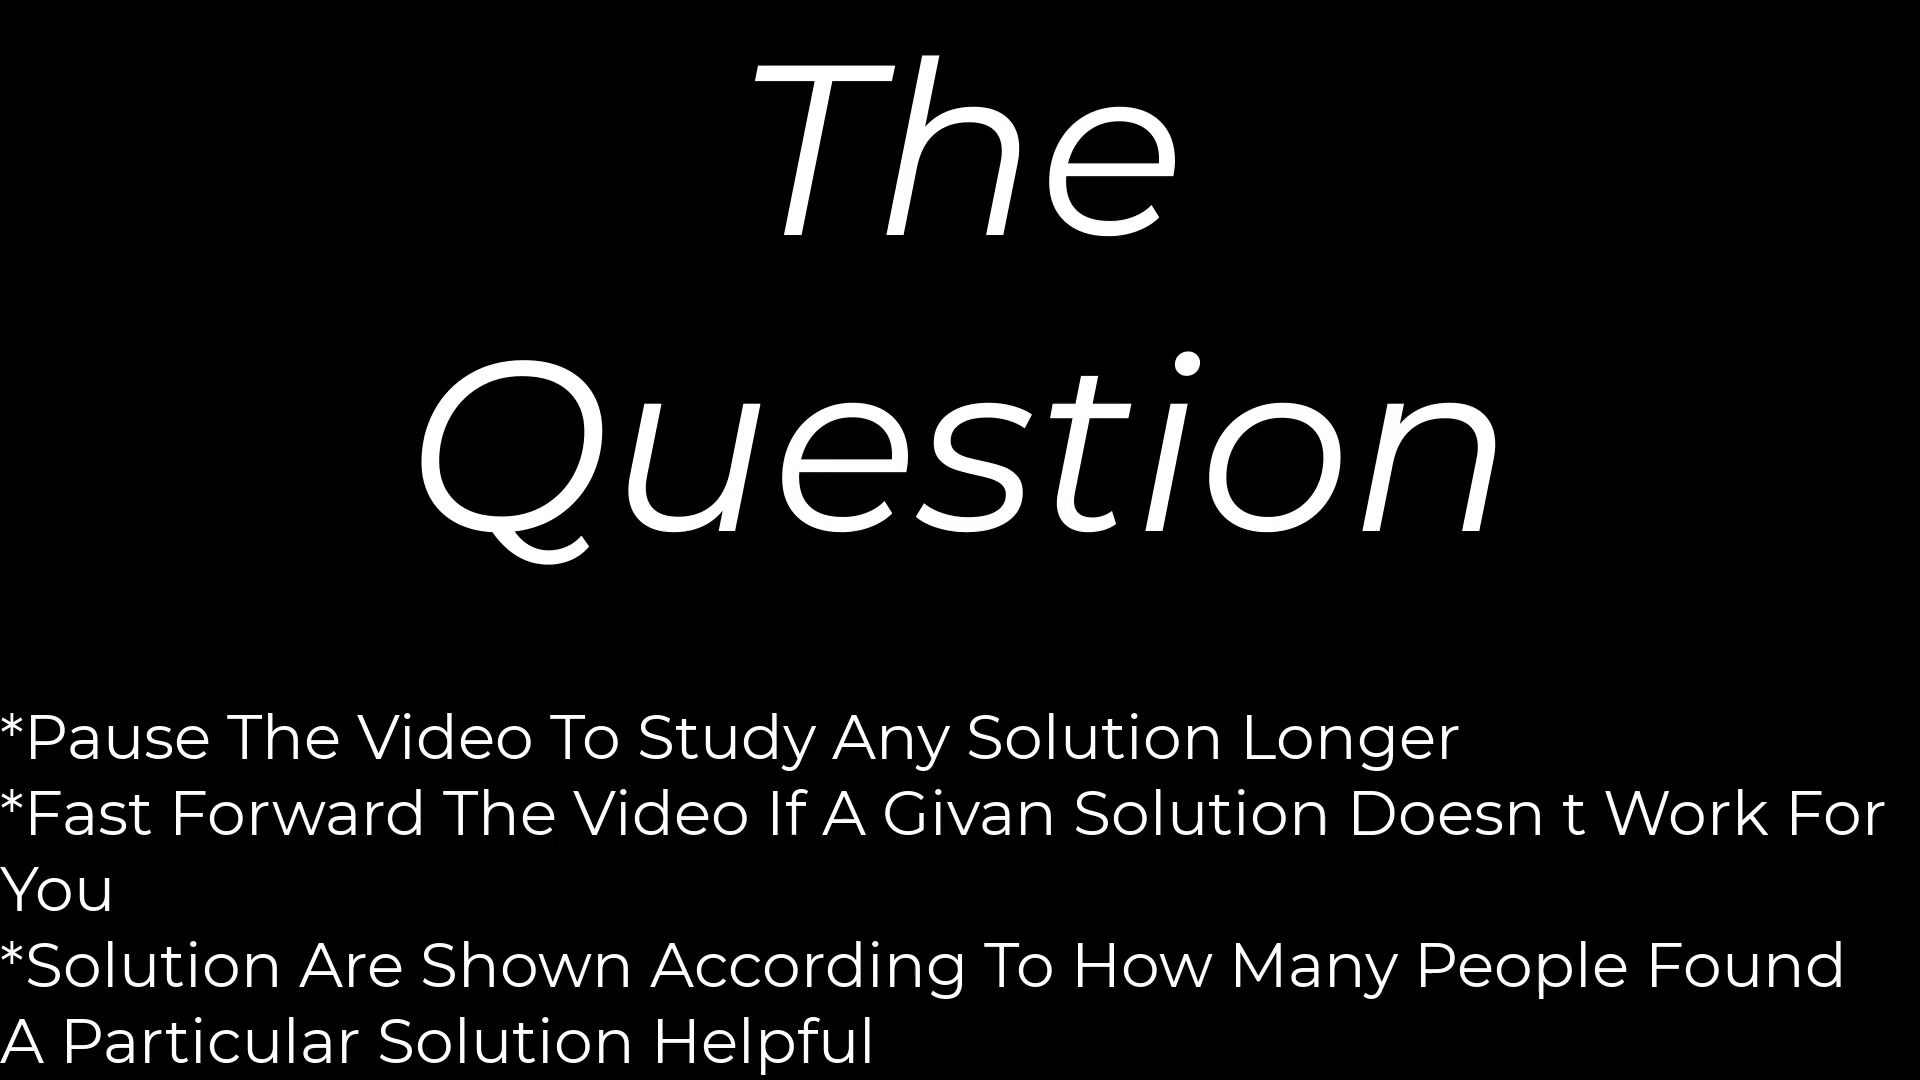 The
Question
*Pause The Video To Study Any Solution Longer
*Fast Forward The Video If A Givan Solution Doesn t Work For
You
*Solution Are Shown According To How Many People Found
A Particular Solution Helpful